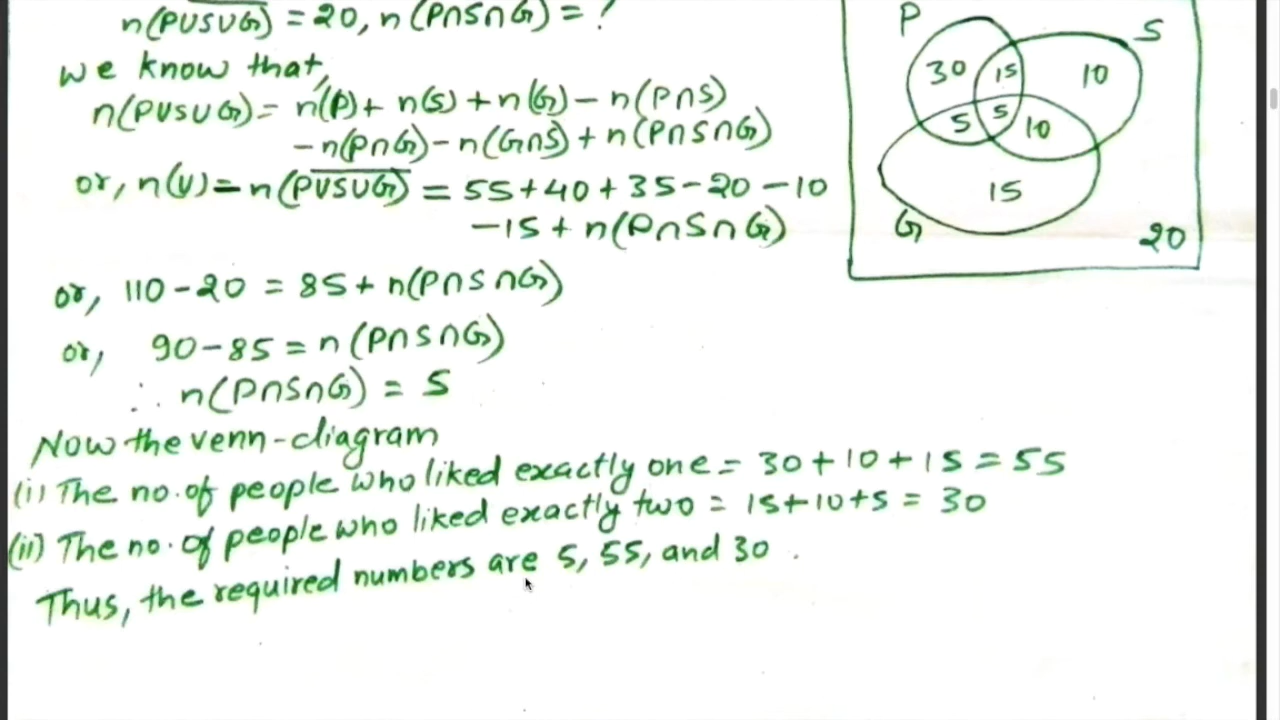 n(P∪S∪G)‾ = 20, n(P∩S∩G) = ?
we know that,
n(P∪S∪G) = n(P) + n(S) + n(G) − n(P∩S)
− n(P∩G) − n(G∩S) + n(P∩S∩G)
or, n(U) − n(P∪S∪G)‾ = 55 + 40 + 35 − 20 − 10
− 15 + n(P∩S∩G)
or, 110 − 20 = 85 + n(P∩S∩G)
or, 90 − 85 = n(P∩S∩G)
∴ n(P∩S∩G) = 5
Now the venn-diagram
(i) The no. of people who liked exactly one = 30 + 10 + 15 = 55
(ii) The no. of people who liked exactly two = 15 + 10 + 5 = 30
Thus, the required numbers are 5, 55, and 30.
P S
30 15 10
5 5 10
15
G 20